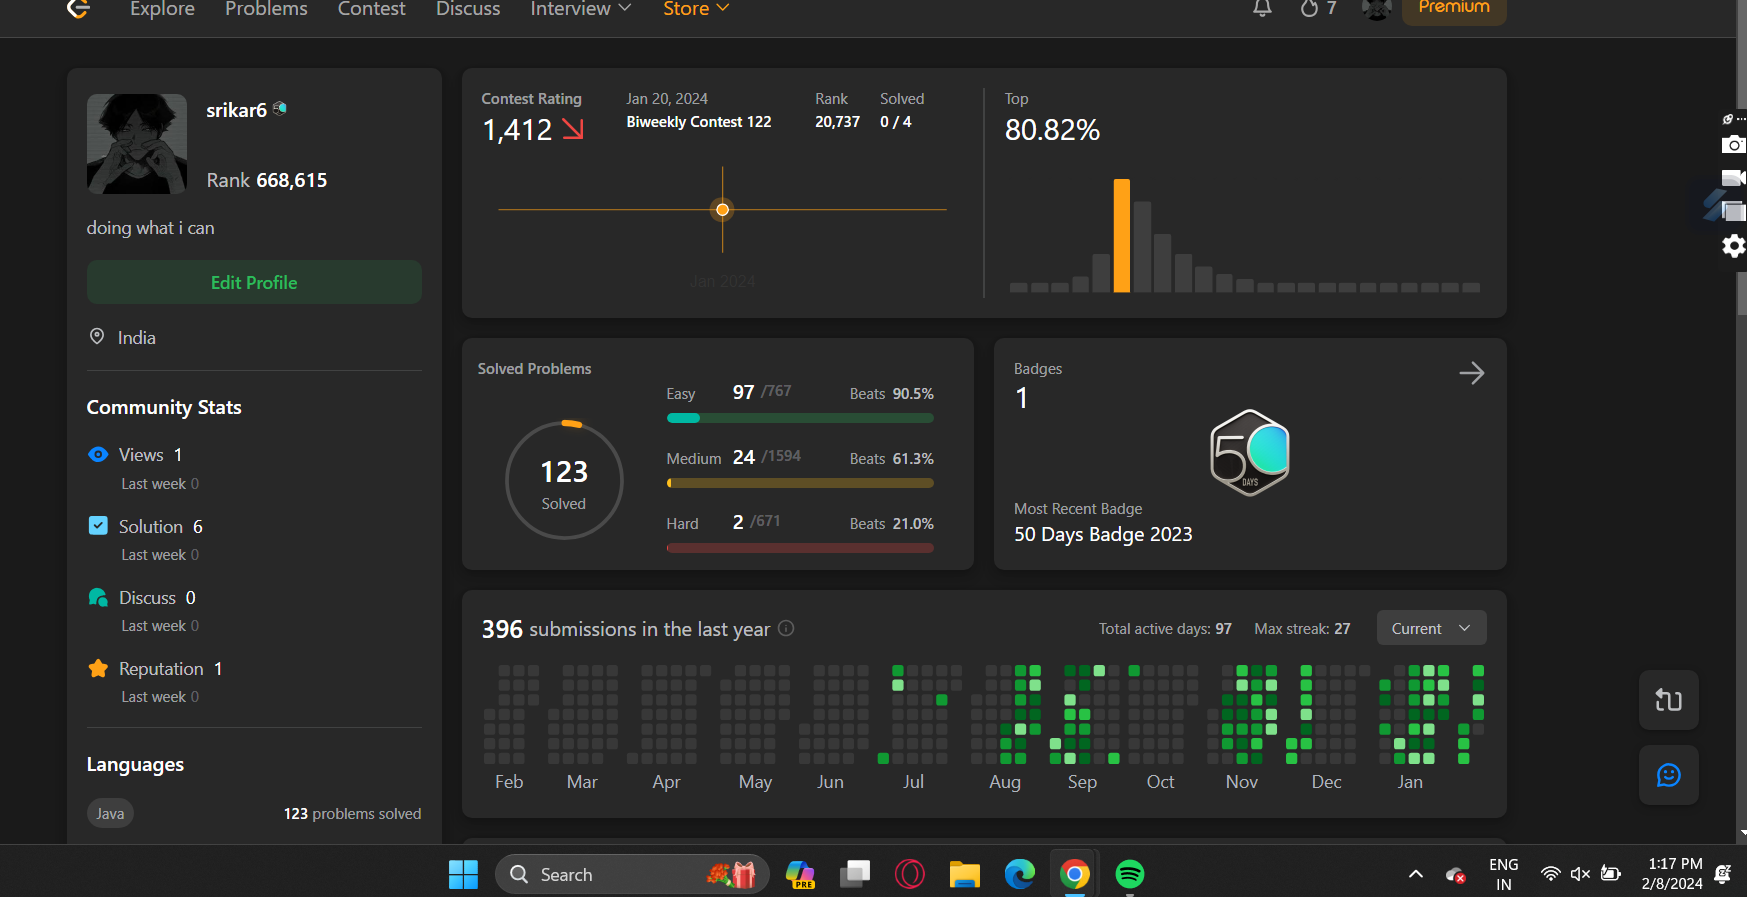 Explore Problems Contest Discuss Interview Store 7 Premium
srikar6
Rank 668,615
doing what i can
Edit Profile
India
Community Stats
Views 1
Last week 0
Solution 6
Last week 0
Discuss 0
Last week 0
Reputation 1
Last week 0
Languages
Java 123 problems solved
Contest Rating
1,412
Jan 20, 2024
Biweekly Contest 122
Rank
20,737
Solved
0 / 4
Jan 2024
Top
80.82%
Solved Problems
123
Solved
Easy 97 /767 Beats 90.5%
Medium 24 /1594 Beats 61.3%
Hard 2 /671 Beats 21.0%
Badges
1
50
DAYS
Most Recent Badge
50 Days Badge 2023
396 submissions in the last year Total active days: 97 Max streak: 27 Current
Feb Mar Apr May Jun Jul Aug Sep Oct Nov Dec Jan
Search
PRE
ENG
IN
1:17 PM
2/8/2024